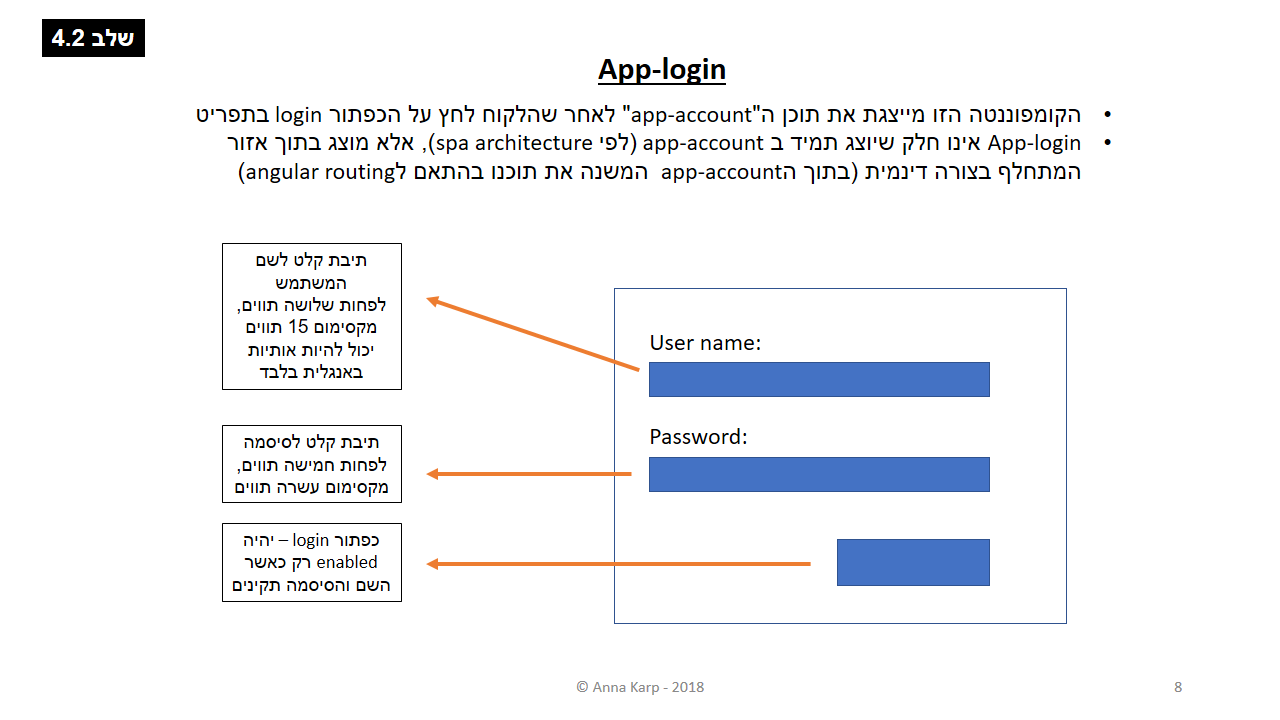 שלב 4.2
App-login
• הקומפוננטה הזו מייצגת את תוכן ה"app-account" לאחר שהלקוח לחץ על הכפתור login בתפריט
• App-login אינו חלק שיוצג תמיד ב app-account (לפי spa architecture), אלא מוצג בתוך אזור
המתחלף בצורה דינמית (בתוך הapp-account המשנה את תוכנו בהתאם לangular routing)
תיבת קלט לשם
המשתמש
לפחות שלושה תווים,
מקסימום 15 תווים
יכול להיות אותיות
באנגלית בלבד
User name:
תיבת קלט לסיסמה
לפחות חמישה תווים,
מקסימום עשרה תווים
Password:
כפתור login – יהיה
enabled רק כאשר
השם והסיסמה תקינים
© Anna Karp - 2018
8